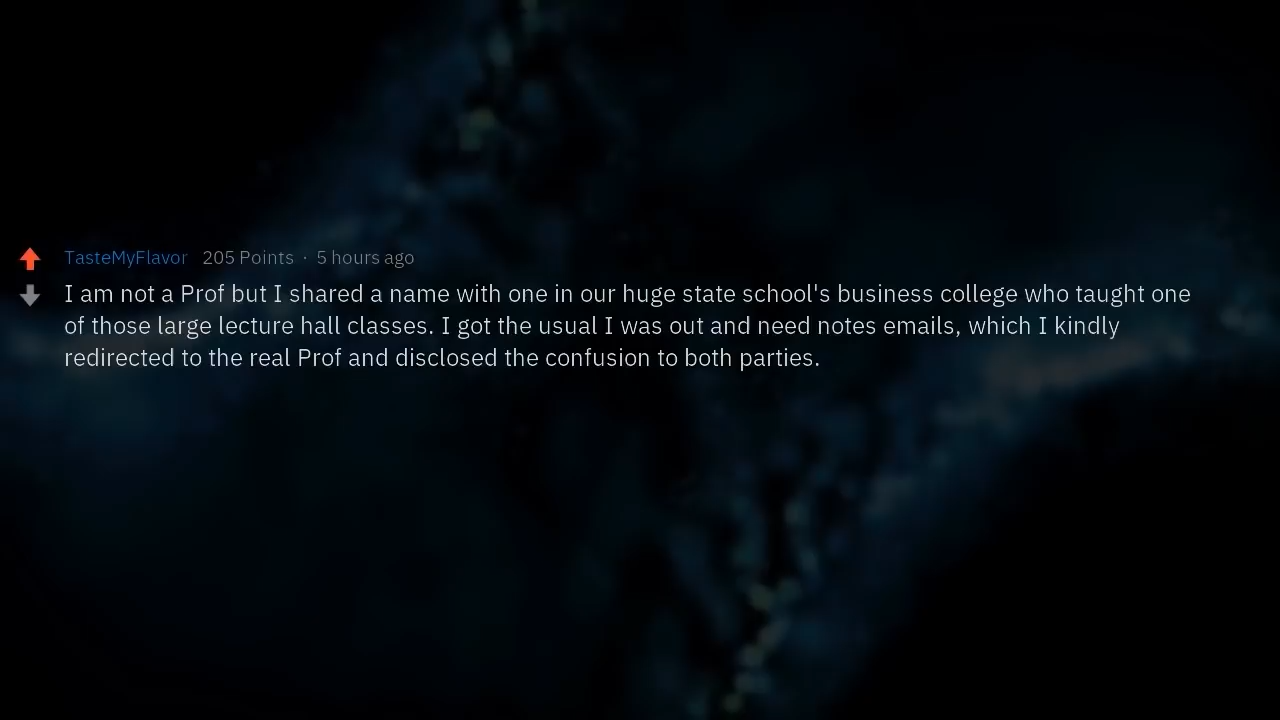 TasteMyFlavor 205 Points · 5 hours ago
I am not a Prof but I shared a name with one in our huge state school's business college who taught one
of those large lecture hall classes. I got the usual I was out and need notes emails, which I kindly
redirected to the real Prof and disclosed the confusion to both parties.